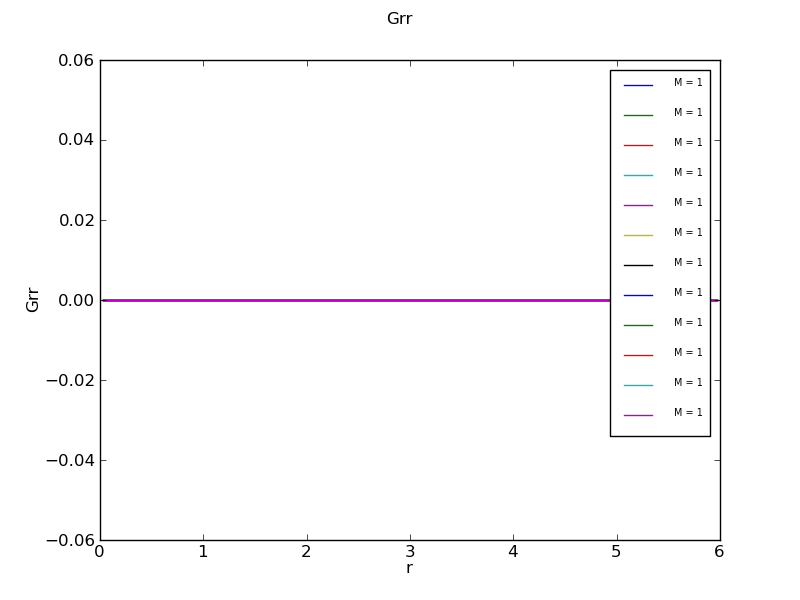 Grr
0.06
0.04
0.02
0.00
−0.02
−0.04
−0.06
Grr
0 1 2 3 4 5 6
r
M = 1
M = 1
M = 1
M = 1
M = 1
M = 1
M = 1
M = 1
M = 1
M = 1
M = 1
M = 1